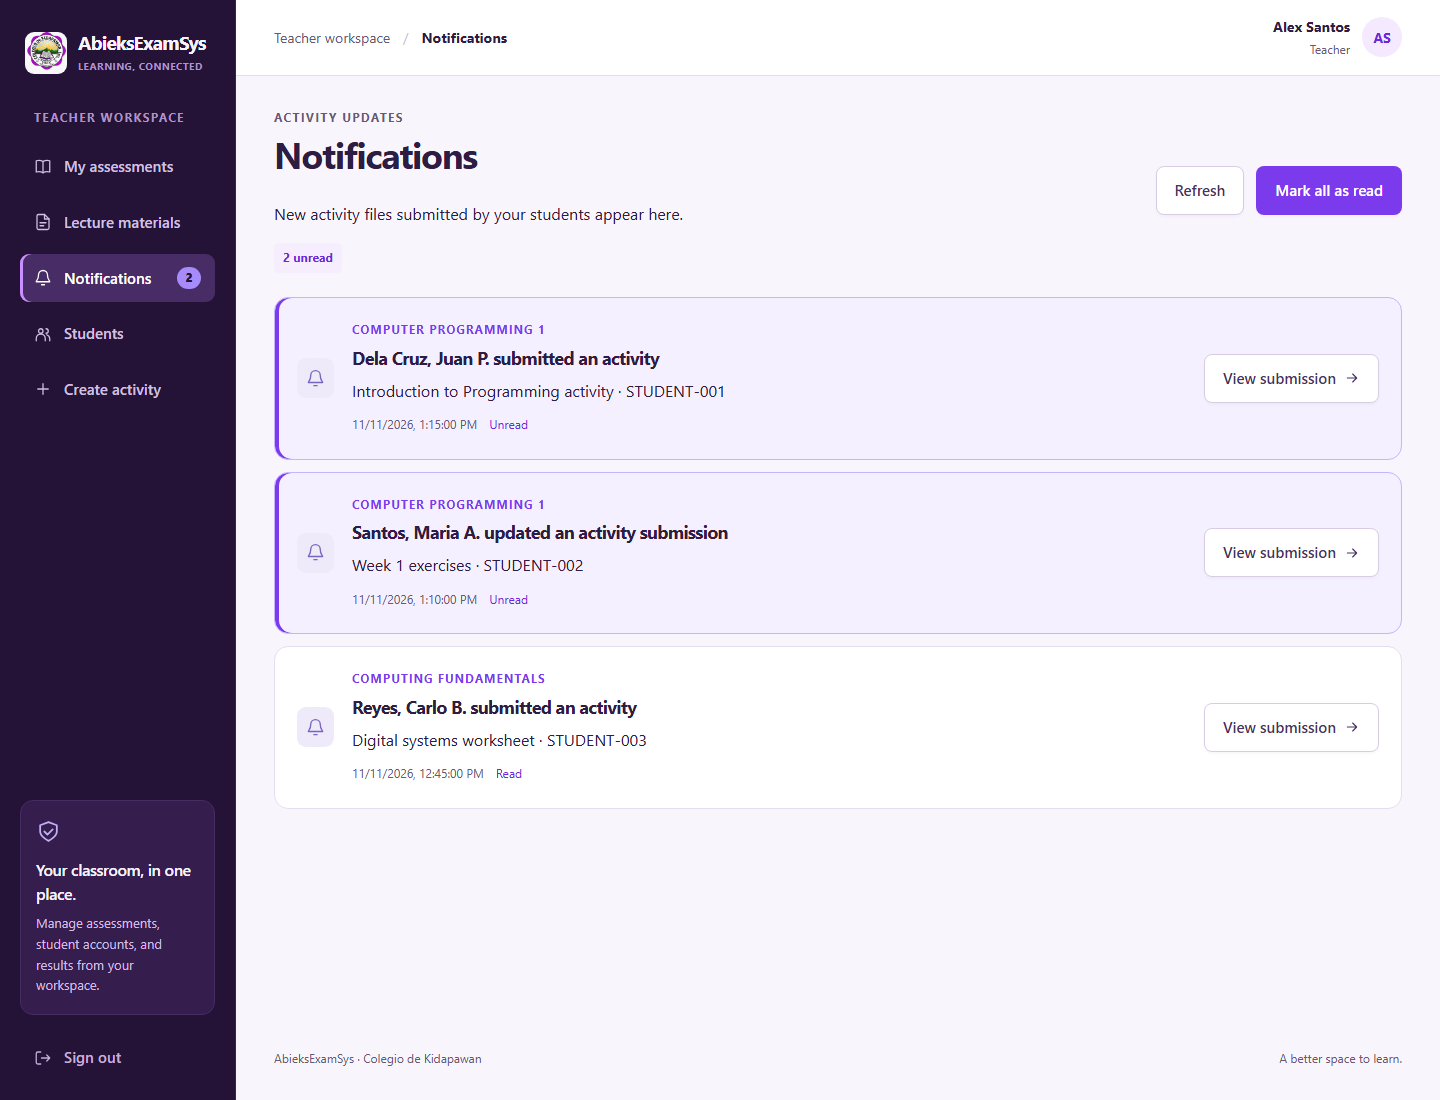 AbieksExamSys
LEARNING, CONNECTED
TEACHER WORKSPACE
My assessments
Lecture materials
Notifications 2
Students
Create activity
Your classroom, in one
place.
Manage assessments,
student accounts, and
results from your
workspace.
Sign out
Teacher workspace / Notifications
Alex Santos
Teacher
AS
ACTIVITY UPDATES
Notifications
New activity files submitted by your students appear here.
2 unread
Refresh
Mark all as read
COMPUTER PROGRAMMING 1
Dela Cruz, Juan P. submitted an activity
Introduction to Programming activity · STUDENT-001
11/11/2026, 1:15:00 PM Unread
View submission →
COMPUTER PROGRAMMING 1
Santos, Maria A. updated an activity submission
Week 1 exercises · STUDENT-002
11/11/2026, 1:10:00 PM Unread
View submission →
COMPUTING FUNDAMENTALS
Reyes, Carlo B. submitted an activity
Digital systems worksheet · STUDENT-003
11/11/2026, 12:45:00 PM Read
View submission →
AbieksExamSys · Colegio de Kidapawan
A better space to learn.